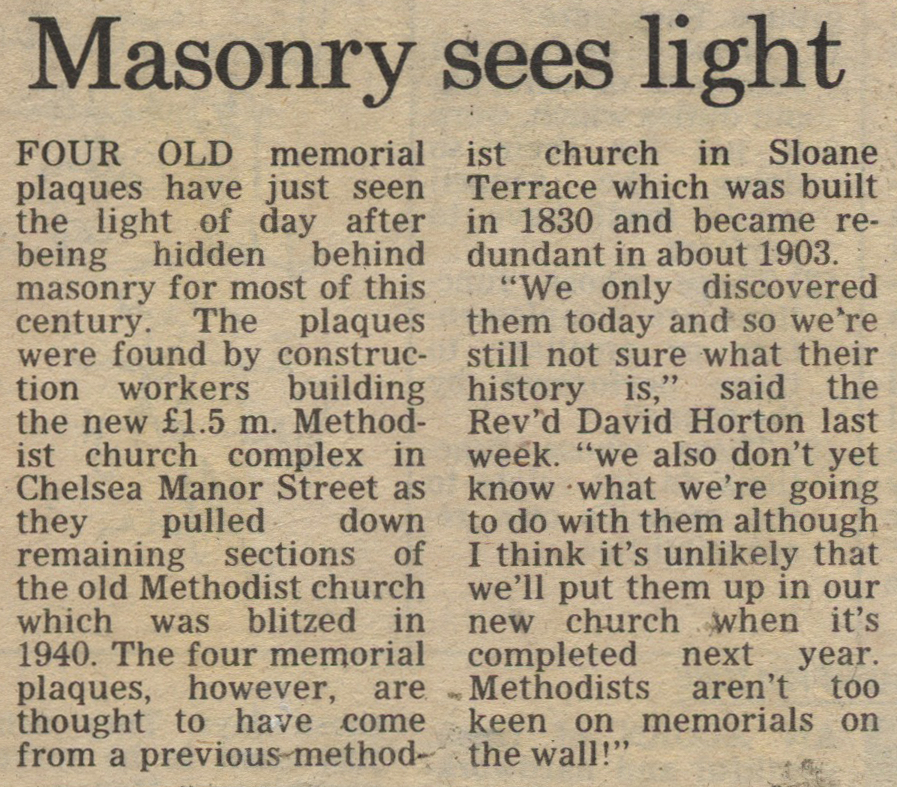 Masonry sees light
FOUR OLD memorial
plaques have just seen
the light of day after
being hidden behind
masonry for most of this
century. The plaques
were found by construc-
tion workers building
the new £1.5 m. Method-
ist church complex in
Chelsea Manor Street as
they pulled down
remaining sections of
the old Methodist church
which was blitzed in
1940. The four memorial
plaques, however, are
thought to have come
from a previous method-
ist church in Sloane
Terrace which was built
in 1830 and became re-
dundant in about 1903.
“We only discovered
them today and so we’re
still not sure what their
history is,” said the
Rev’d David Horton last
week. “we also don’t yet
know what we’re going
to do with them although
I think it’s unlikely that
we’ll put them up in our
new church when it’s
completed next year.
Methodists aren’t too
keen on memorials on
the wall!”